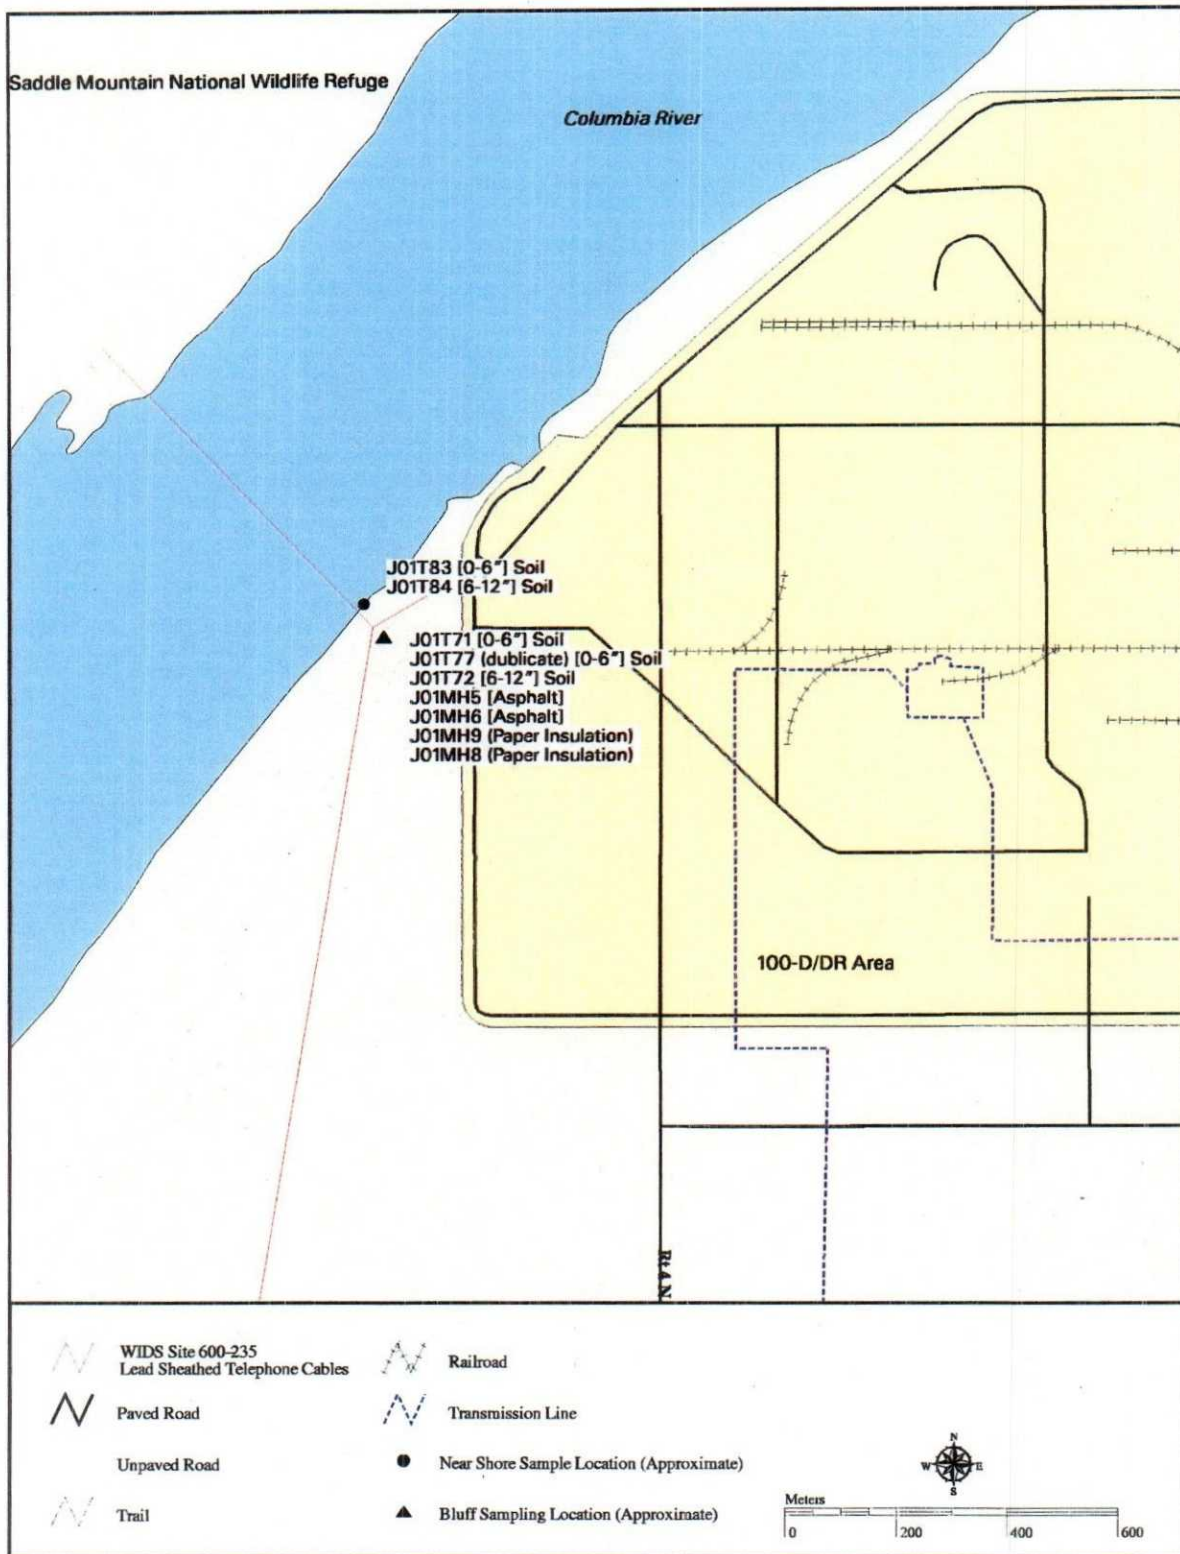 Saddle Mountain National Wildlife Refuge
Columbia River
J01T83 [0-6"] Soil
J01T84 [6-12"] Soil
J01T71 [0-6"] Soil
J01T77 (dublicate) [0-6"] Soil
J01T72 [6-12"] Soil
J01MH5 [Asphalt]
J01MH6 [Asphalt]
J01MH9 (Paper Insulation)
J01MH8 (Paper Insulation)
100-D/DR Area
Rt 4 N
WIDS Site 600-235
Lead Sheathed Telephone Cables
Paved Road
Unpaved Road
Trail
Railroad
Transmission Line
Near Shore Sample Location (Approximate)
Bluff Sampling Location (Approximate)
N
W E
S
Meters
0 200 400 600